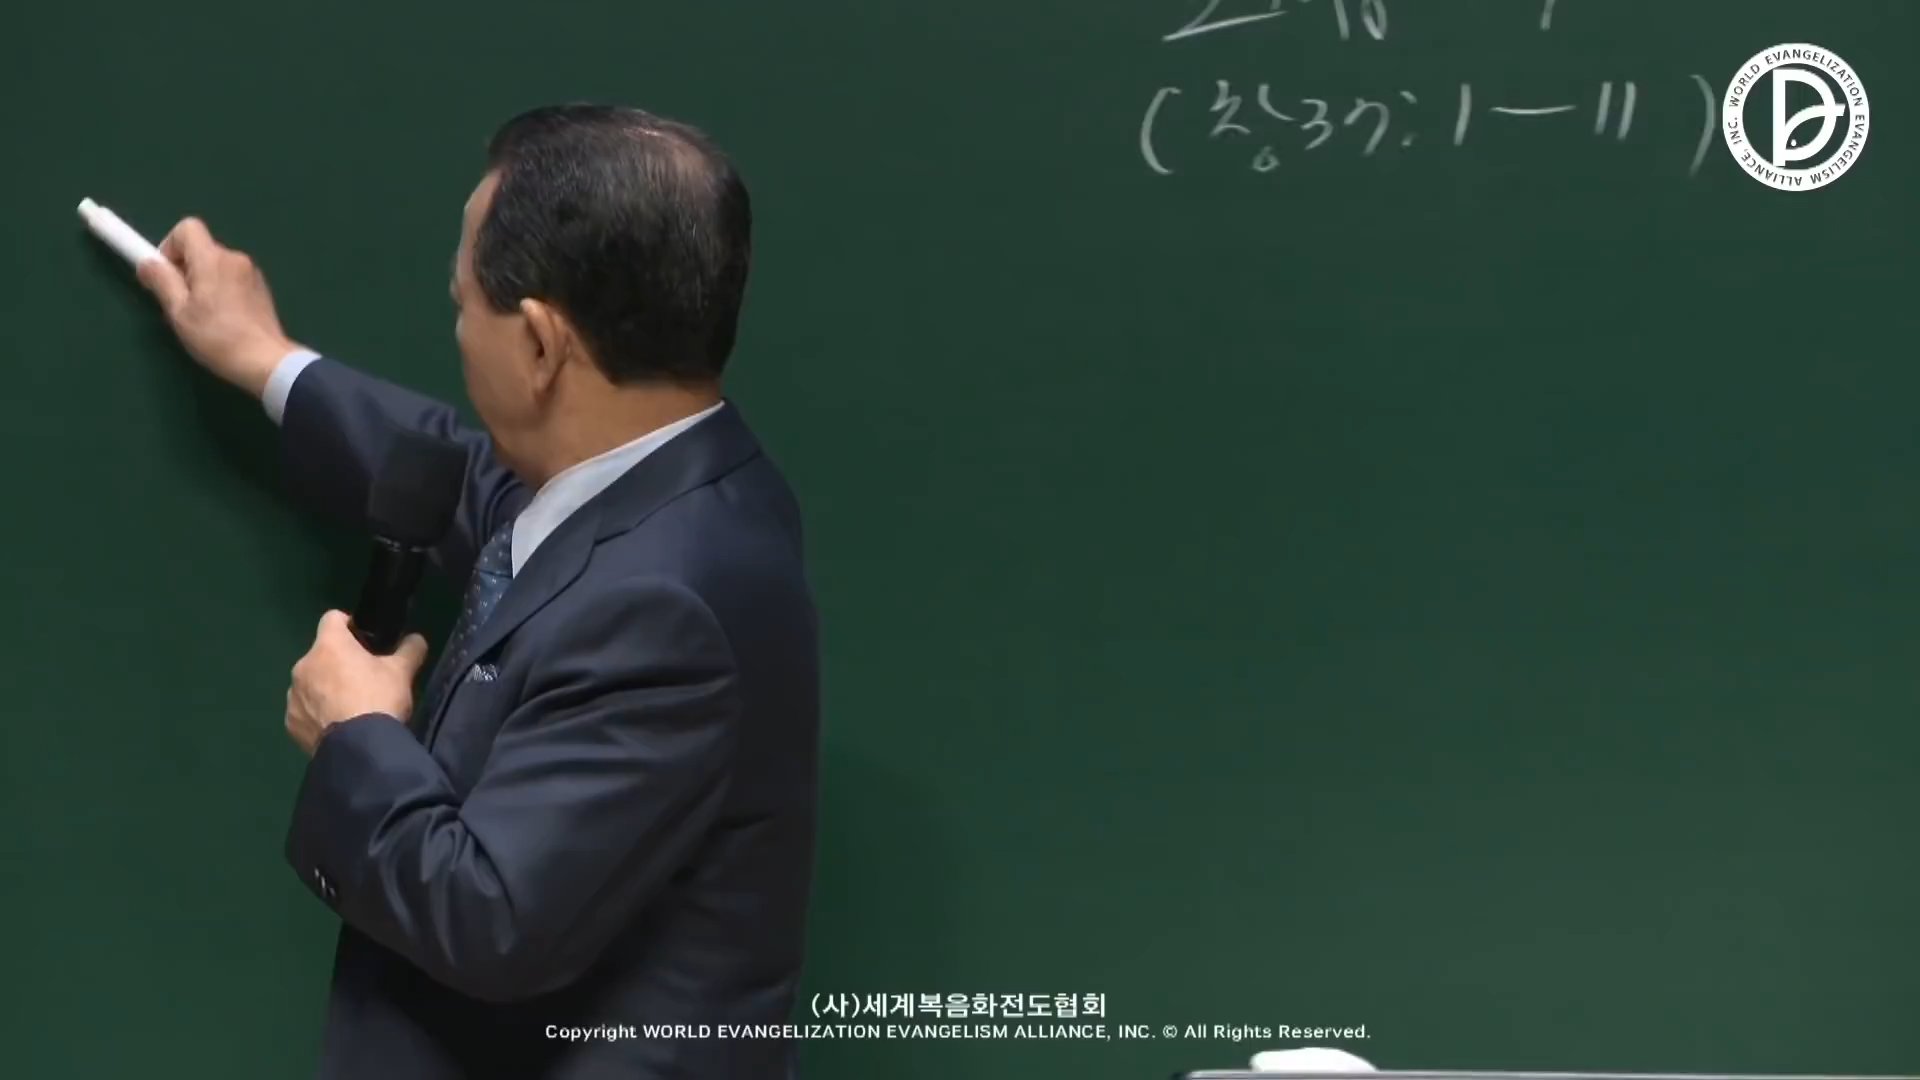 (창37:1-11)
WORLD EVANGELIZATION EVANGELISM ALLIANCE, INC.
(사)세계복음화전도협회
Copyright WORLD EVANGELIZATION EVANGELISM ALLIANCE, INC. © All Rights Reserved.